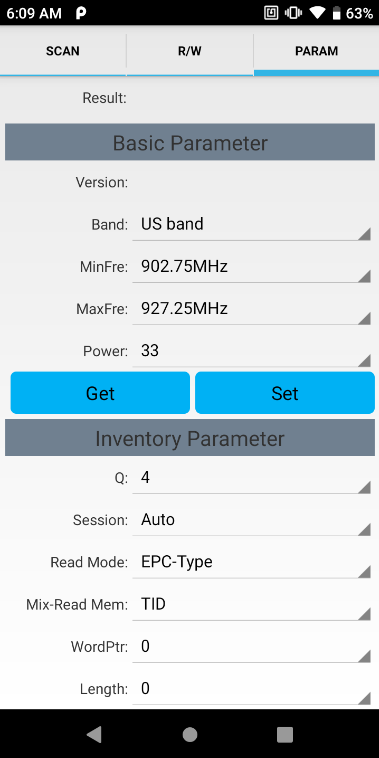 6:09 AM 63%
SCAN R/W PARAM
Result:
Basic Parameter
Version:
Band: US band
MinFre: 902.75MHz
MaxFre: 927.25MHz
Power: 33
Get Set
Inventory Parameter
Q: 4
Session: Auto
Read Mode: EPC-Type
Mix-Read Mem: TID
WordPtr: 0
Length: 0